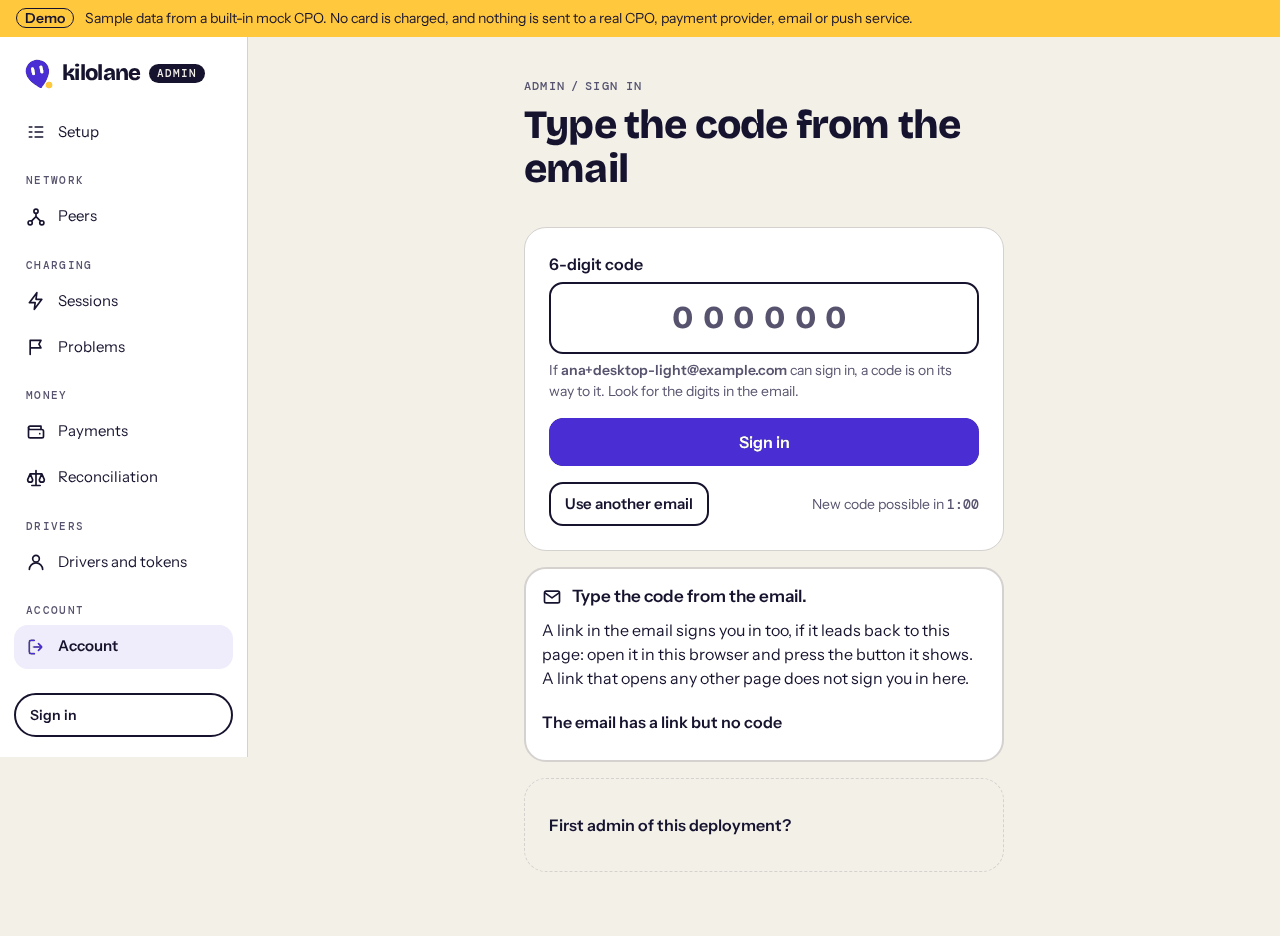 Demo Sample data from a built-in mock CPO. No card is charged, and nothing is sent to a real CPO, payment provider, email or push service.
kilolane ADMIN
Setup
NETWORK
Peers
CHARGING
Sessions
Problems
MONEY
Payments
Reconciliation
DRIVERS
Drivers and tokens
ACCOUNT
Account
Sign in
ADMIN / SIGN IN
Type the code from the
email
6-digit code
000000
If ana+desktop-light@example.com can sign in, a code is on its
way to it. Look for the digits in the email.
Sign in
Use another email
New code possible in 1:00
Type the code from the email.
A link in the email signs you in too, if it leads back to this
page: open it in this browser and press the button it shows.
A link that opens any other page does not sign you in here.
The email has a link but no code
First admin of this deployment?